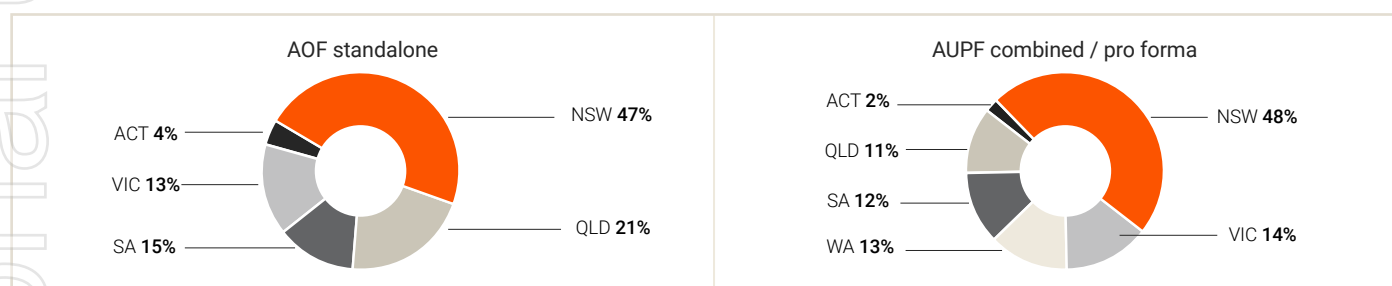 AOF standalone
NSW 47%
ACT 4%
VIC 13%
QLD 21%
SA 15%
AUPF combined / pro forma
ACT 2%
NSW 48%
QLD 11%
SA 12%
VIC 14%
WA 13%